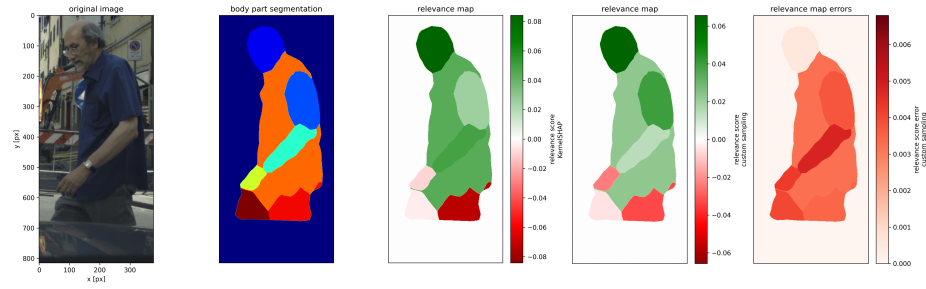 original image
body part segmentation
relevance map
relevance map
relevance map errors
0
100
200
300
400
500
600
700
800
y [px]
0
100
200
300
x [px]
0.08
0.06
0.04
0.02
0.00
−0.02
−0.04
−0.06
−0.08
relevance score
KernelSHAP
0.06
0.04
0.02
0.00
−0.02
−0.04
−0.06
relevance score
custom sampling
0.006
0.005
0.004
0.003
0.002
0.001
0.000
relevance score error
custom sampling